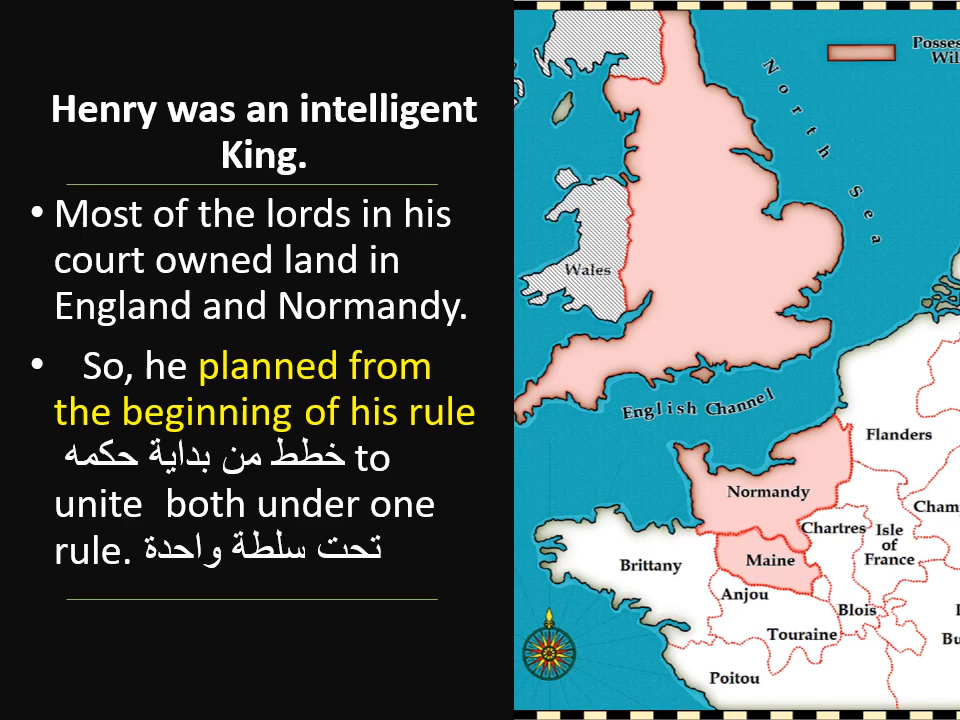 Henry was an intelligent
King.
• Most of the lords in his
court owned land in
England and Normandy.
• So, he planned from
the beginning of his rule
خطط من بداية حكمه to
unite both under one
rule. تحت سلطة واحدة
North Sea
Wales
English Channel
Flanders
Normandy
Chartres
Isle
of
France
Maine
Brittany
Anjou
Blois
Touraine
Poitou